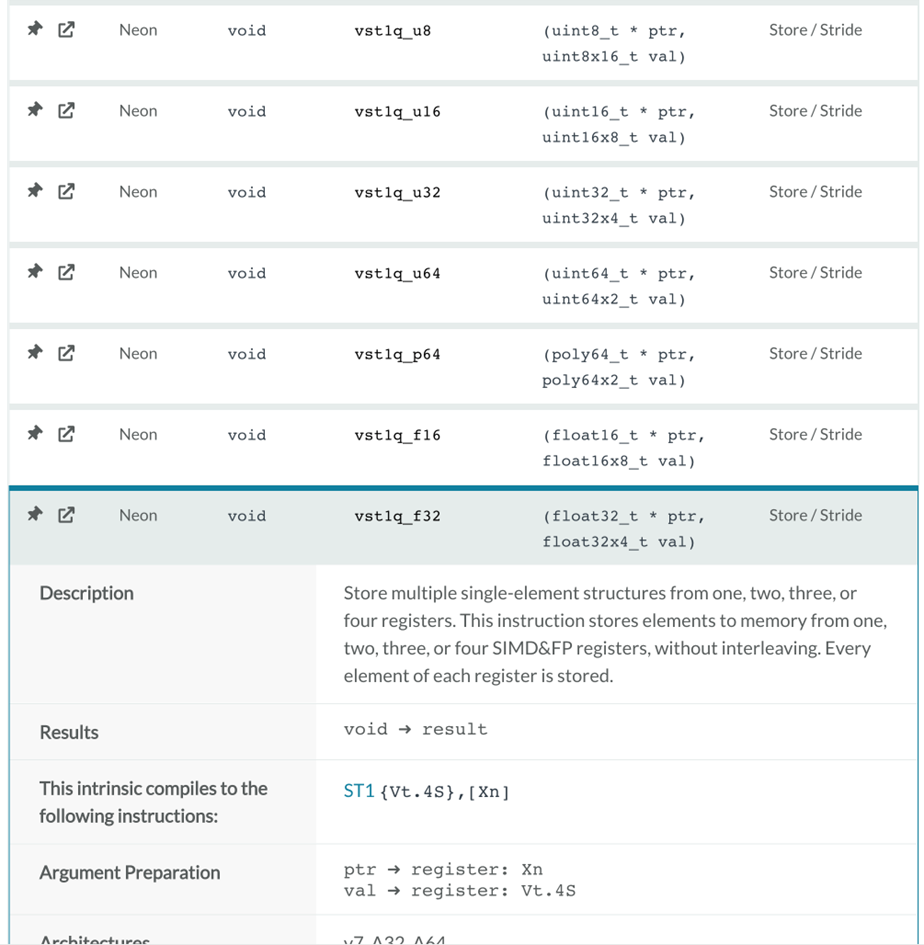 Neon void vst1q_u8 (uint8_t * ptr, Store / Stride
uint8x16_t val)
Neon void vst1q_u16 (uint16_t * ptr, Store / Stride
uint16x8_t val)
Neon void vst1q_u32 (uint32_t * ptr, Store / Stride
uint32x4_t val)
Neon void vst1q_u64 (uint64_t * ptr, Store / Stride
uint64x2_t val)
Neon void vst1q_p64 (poly64_t * ptr, Store / Stride
poly64x2_t val)
Neon void vst1q_f16 (float16_t * ptr, Store / Stride
float16x8_t val)
Neon void vst1q_f32 (float32_t * ptr, Store / Stride
float32x4_t val)
Description
Store multiple single-element structures from one, two, three, or
four registers. This instruction stores elements to memory from one,
two, three, or four SIMD&FP registers, without interleaving. Every
element of each register is stored.
Results
void → result
This intrinsic compiles to the
following instructions:
ST1 {Vt.4S},[Xn]
Argument Preparation
ptr → register: Xn
val → register: Vt.4S
Architectures
v7 A32 A64